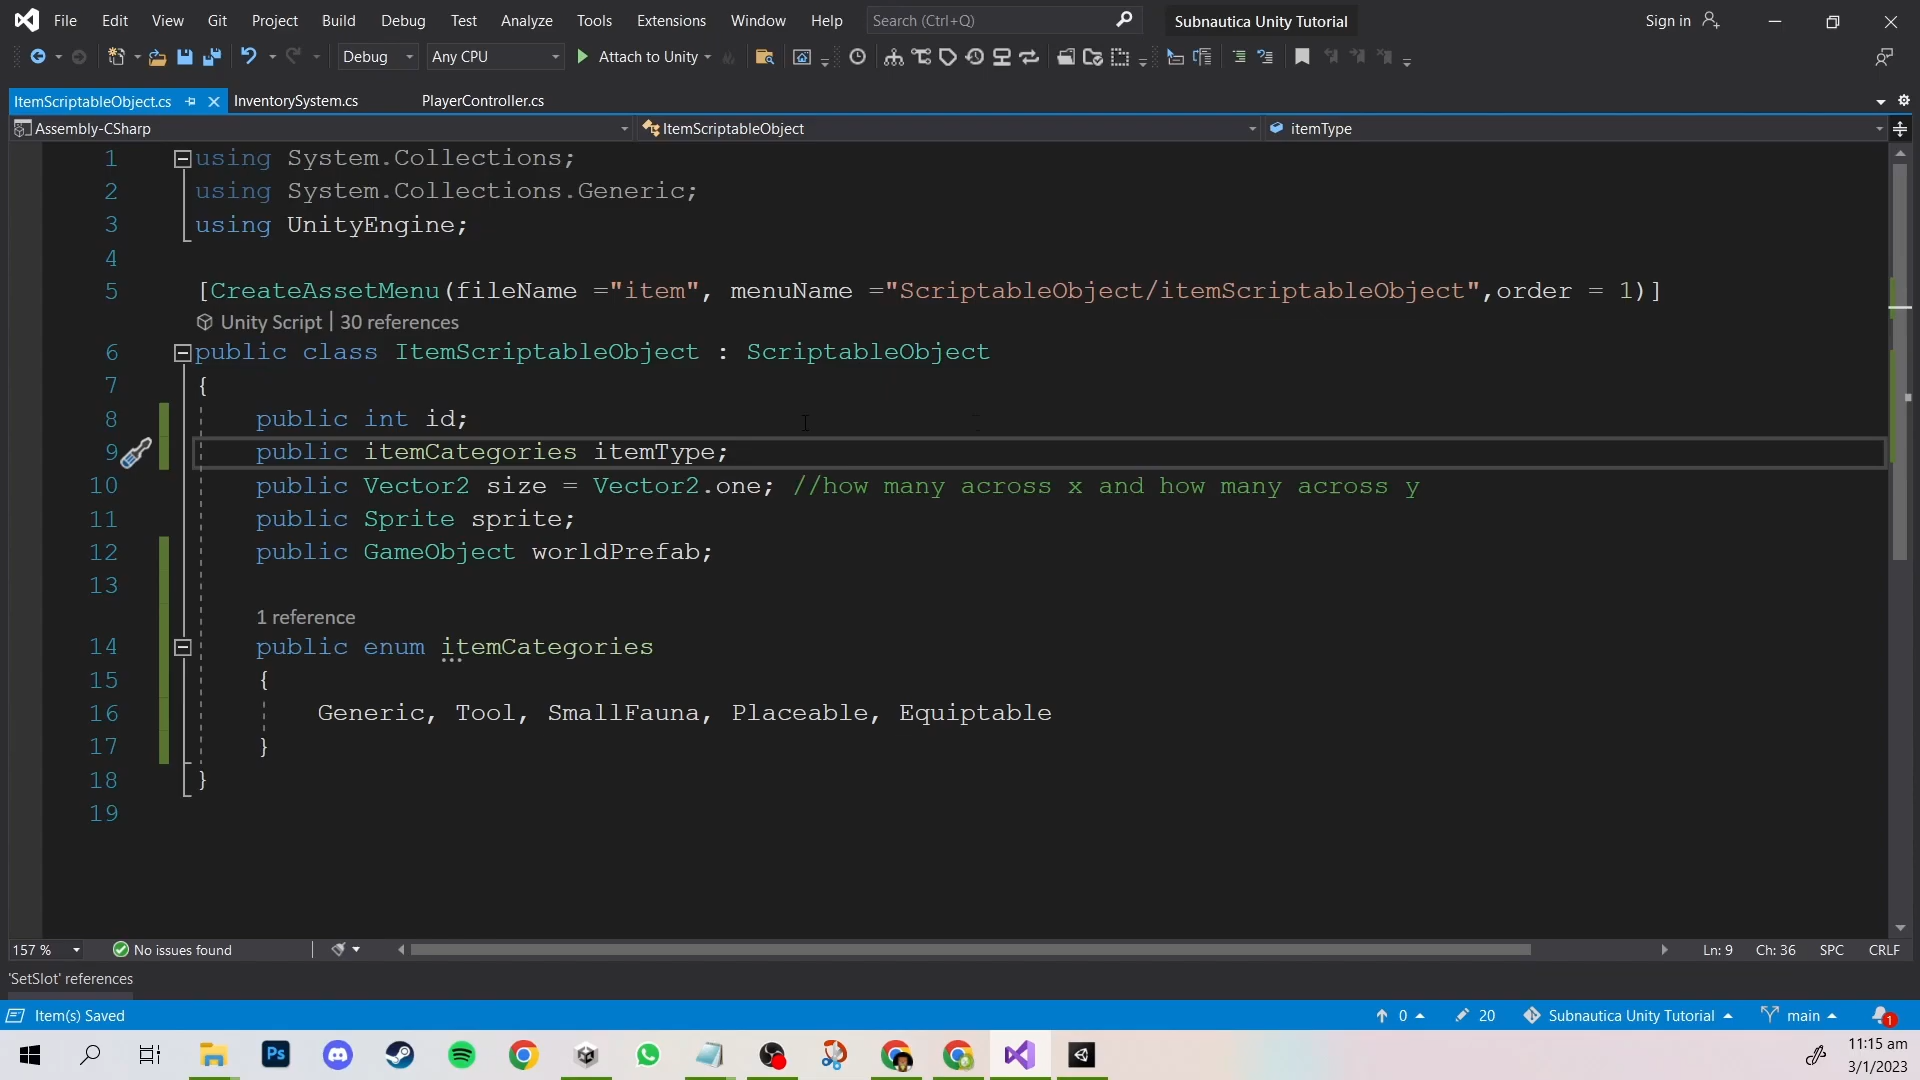 File Edit View Git Project Build Debug Test Analyze Tools Extensions Window Help Search (Ctrl+Q) Subnautica Unity Tutorial Sign in
Debug Any CPU Attach to Unity
ItemScriptableObject.cs InventorySystem.cs PlayerController.cs
Assembly-CSharp ItemScriptableObject itemType
1 using System.Collections;
2 using System.Collections.Generic;
3 using UnityEngine;
4
5 [CreateAssetMenu(fileName ="item", menuName ="ScriptableObject/itemScriptableObject",order = 1)]
Unity Script | 30 references
6 public class ItemScriptableObject : ScriptableObject
7 {
8 public int id;
9 public itemCategories itemType;
10 public Vector2 size = Vector2.one; //how many across x and how many across y
11 public Sprite sprite;
12 public GameObject worldPrefab;
13
1 reference
14 public enum itemCategories
15 {
16 Generic, Tool, SmallFauna, Placeable, Equiptable
17 }
18 }
19
157 % No issues found Ln: 9 Ch: 36 SPC CRLF
'SetSlot' references
Item(s) Saved 0 20 Subnautica Unity Tutorial main 1
Ps
11:15 am
3/1/2023